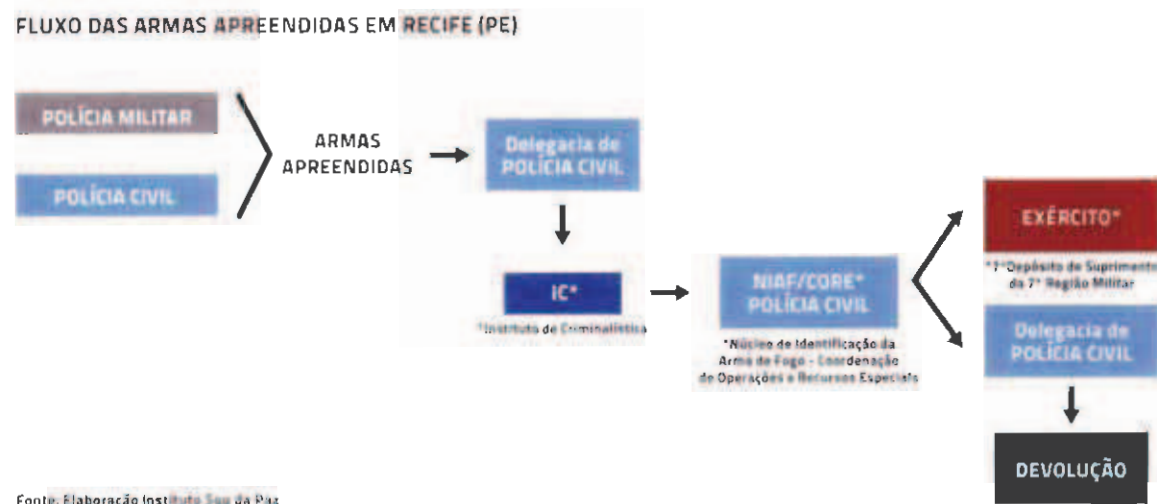 FLUXO DAS ARMAS APREENDIDAS EM RECIFE (PE)
POLÍCIA MILITAR
POLÍCIA CIVIL
ARMAS
APREENDIDAS
Delegacia de
POLÍCIA CIVIL
IC*
*Instituto de Criminalística
NIAF/CORE*
POLÍCIA CIVIL
*Núcleo de Identificação da
Arma de Fogo - Coordenação
de Operações e Recursos Especiais
EXÉRCITO*
*7º Depósito de Suprimento
da 7ª Região Militar
Delegacia de
POLÍCIA CIVIL
DEVOLUÇÃO
Fonte: Elaboração Instituto Sou da Paz